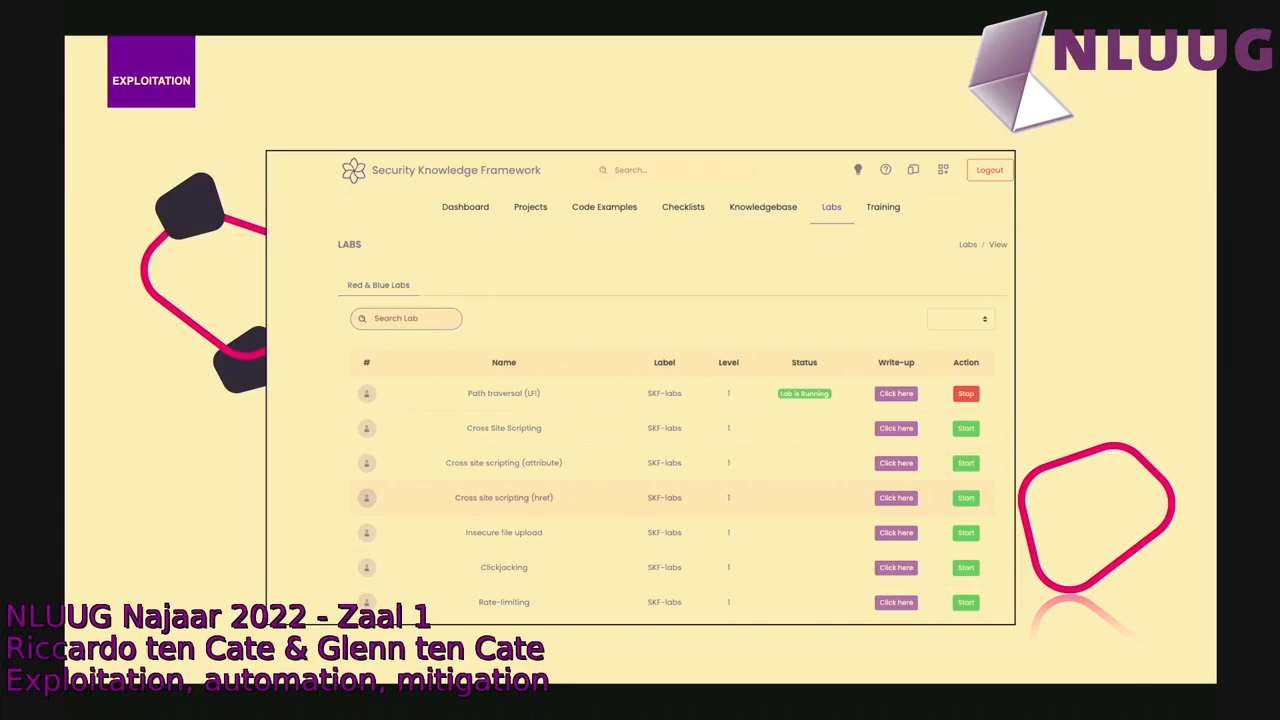 EXPLOITATION
NLUUG
Security Knowledge Framework
Search...
Logout
Dashboard Projects Code Examples Checklists Knowledgebase Labs Training
LABS
Labs / View
Red & Blue Labs
Search Lab
# Name Label Level Status Write-up Action
Path traversal (LFI) SKF-labs 1 Lab is Running Click here Stop
Cross Site Scripting SKF-labs 1 Click here Start
Cross site scripting (attribute) SKF-labs 1 Click here Start
Cross site scripting (href) SKF-labs 1 Click here Start
Insecure file upload SKF-labs 1 Click here Start
Clickjacking SKF-labs 1 Click here Start
Rate-limiting SKF-labs 1 Click here Start
NLUUG Najaar 2022 - Zaal 1
Riccardo ten Cate & Glenn ten Cate
Exploitation, automation, mitigation